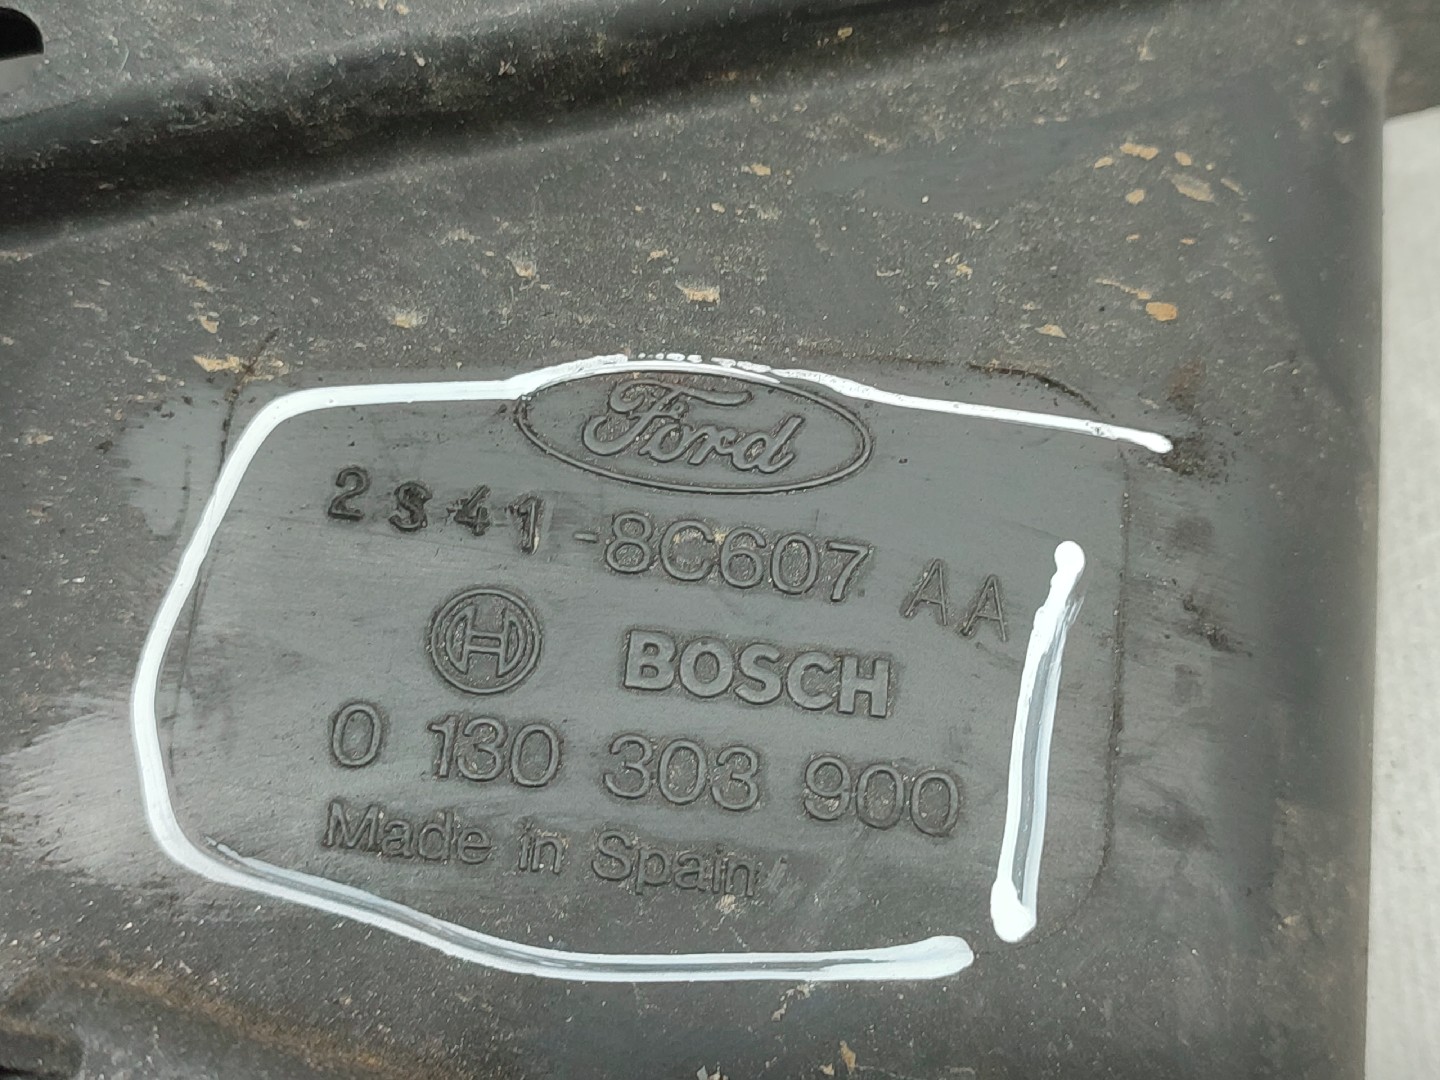 Ford
2S41-8C607 AA
BOSCH
0 130 303 900
Made in Spain